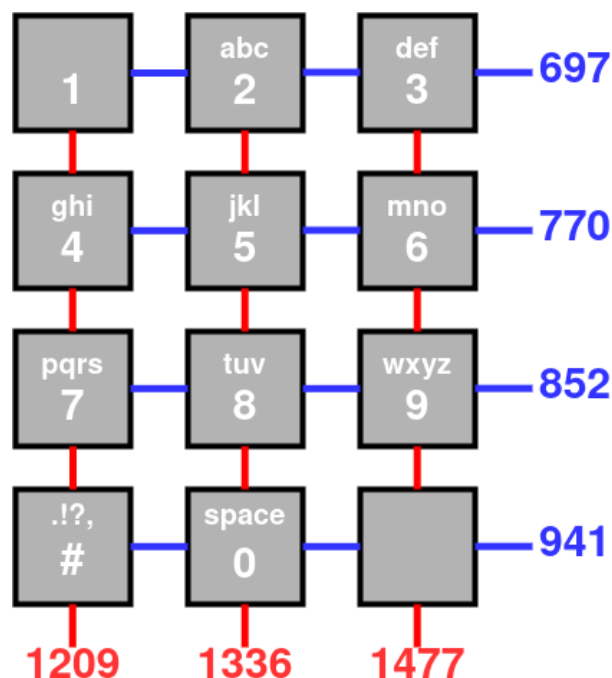 abc def
1 2 3 697
ghi jkl mno
4 5 6 770
pqrs tuv wxyz
7 8 9 852
.!?, space
# 0 941
1209 1336 1477